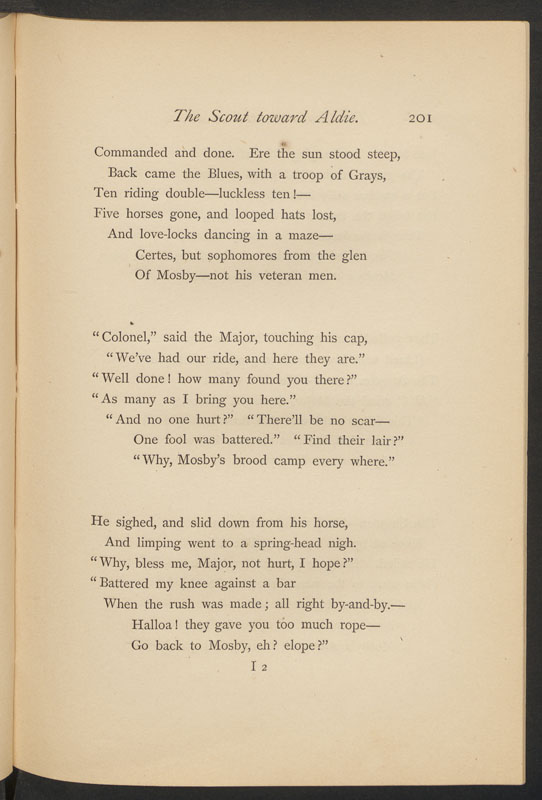 The Scout toward Aldie. 201
Commanded and done. Ere the sun stood steep,
Back came the Blues, with a troop of Grays,
Ten riding double—luckless ten!—
Five horses gone, and looped hats lost,
And love-locks dancing in a maze—
Certes, but sophomores from the glen
Of Mosby—not his veteran men.
“Colonel,” said the Major, touching his cap,
“We’ve had our ride, and here they are.”
“Well done! how many found you there?”
“As many as I bring you here.”
“And no one hurt?” “There’ll be no scar—
One fool was battered.” “Find their lair?”
“Why, Mosby’s brood camp every where.”
He sighed, and slid down from his horse,
And limping went to a spring-head nigh.
“Why, bless me, Major, not hurt, I hope?”
“Battered my knee against a bar
When the rush was made; all right by-and-by.—
Halloa! they gave you too much rope—
Go back to Mosby, eh? elope?”
I 2